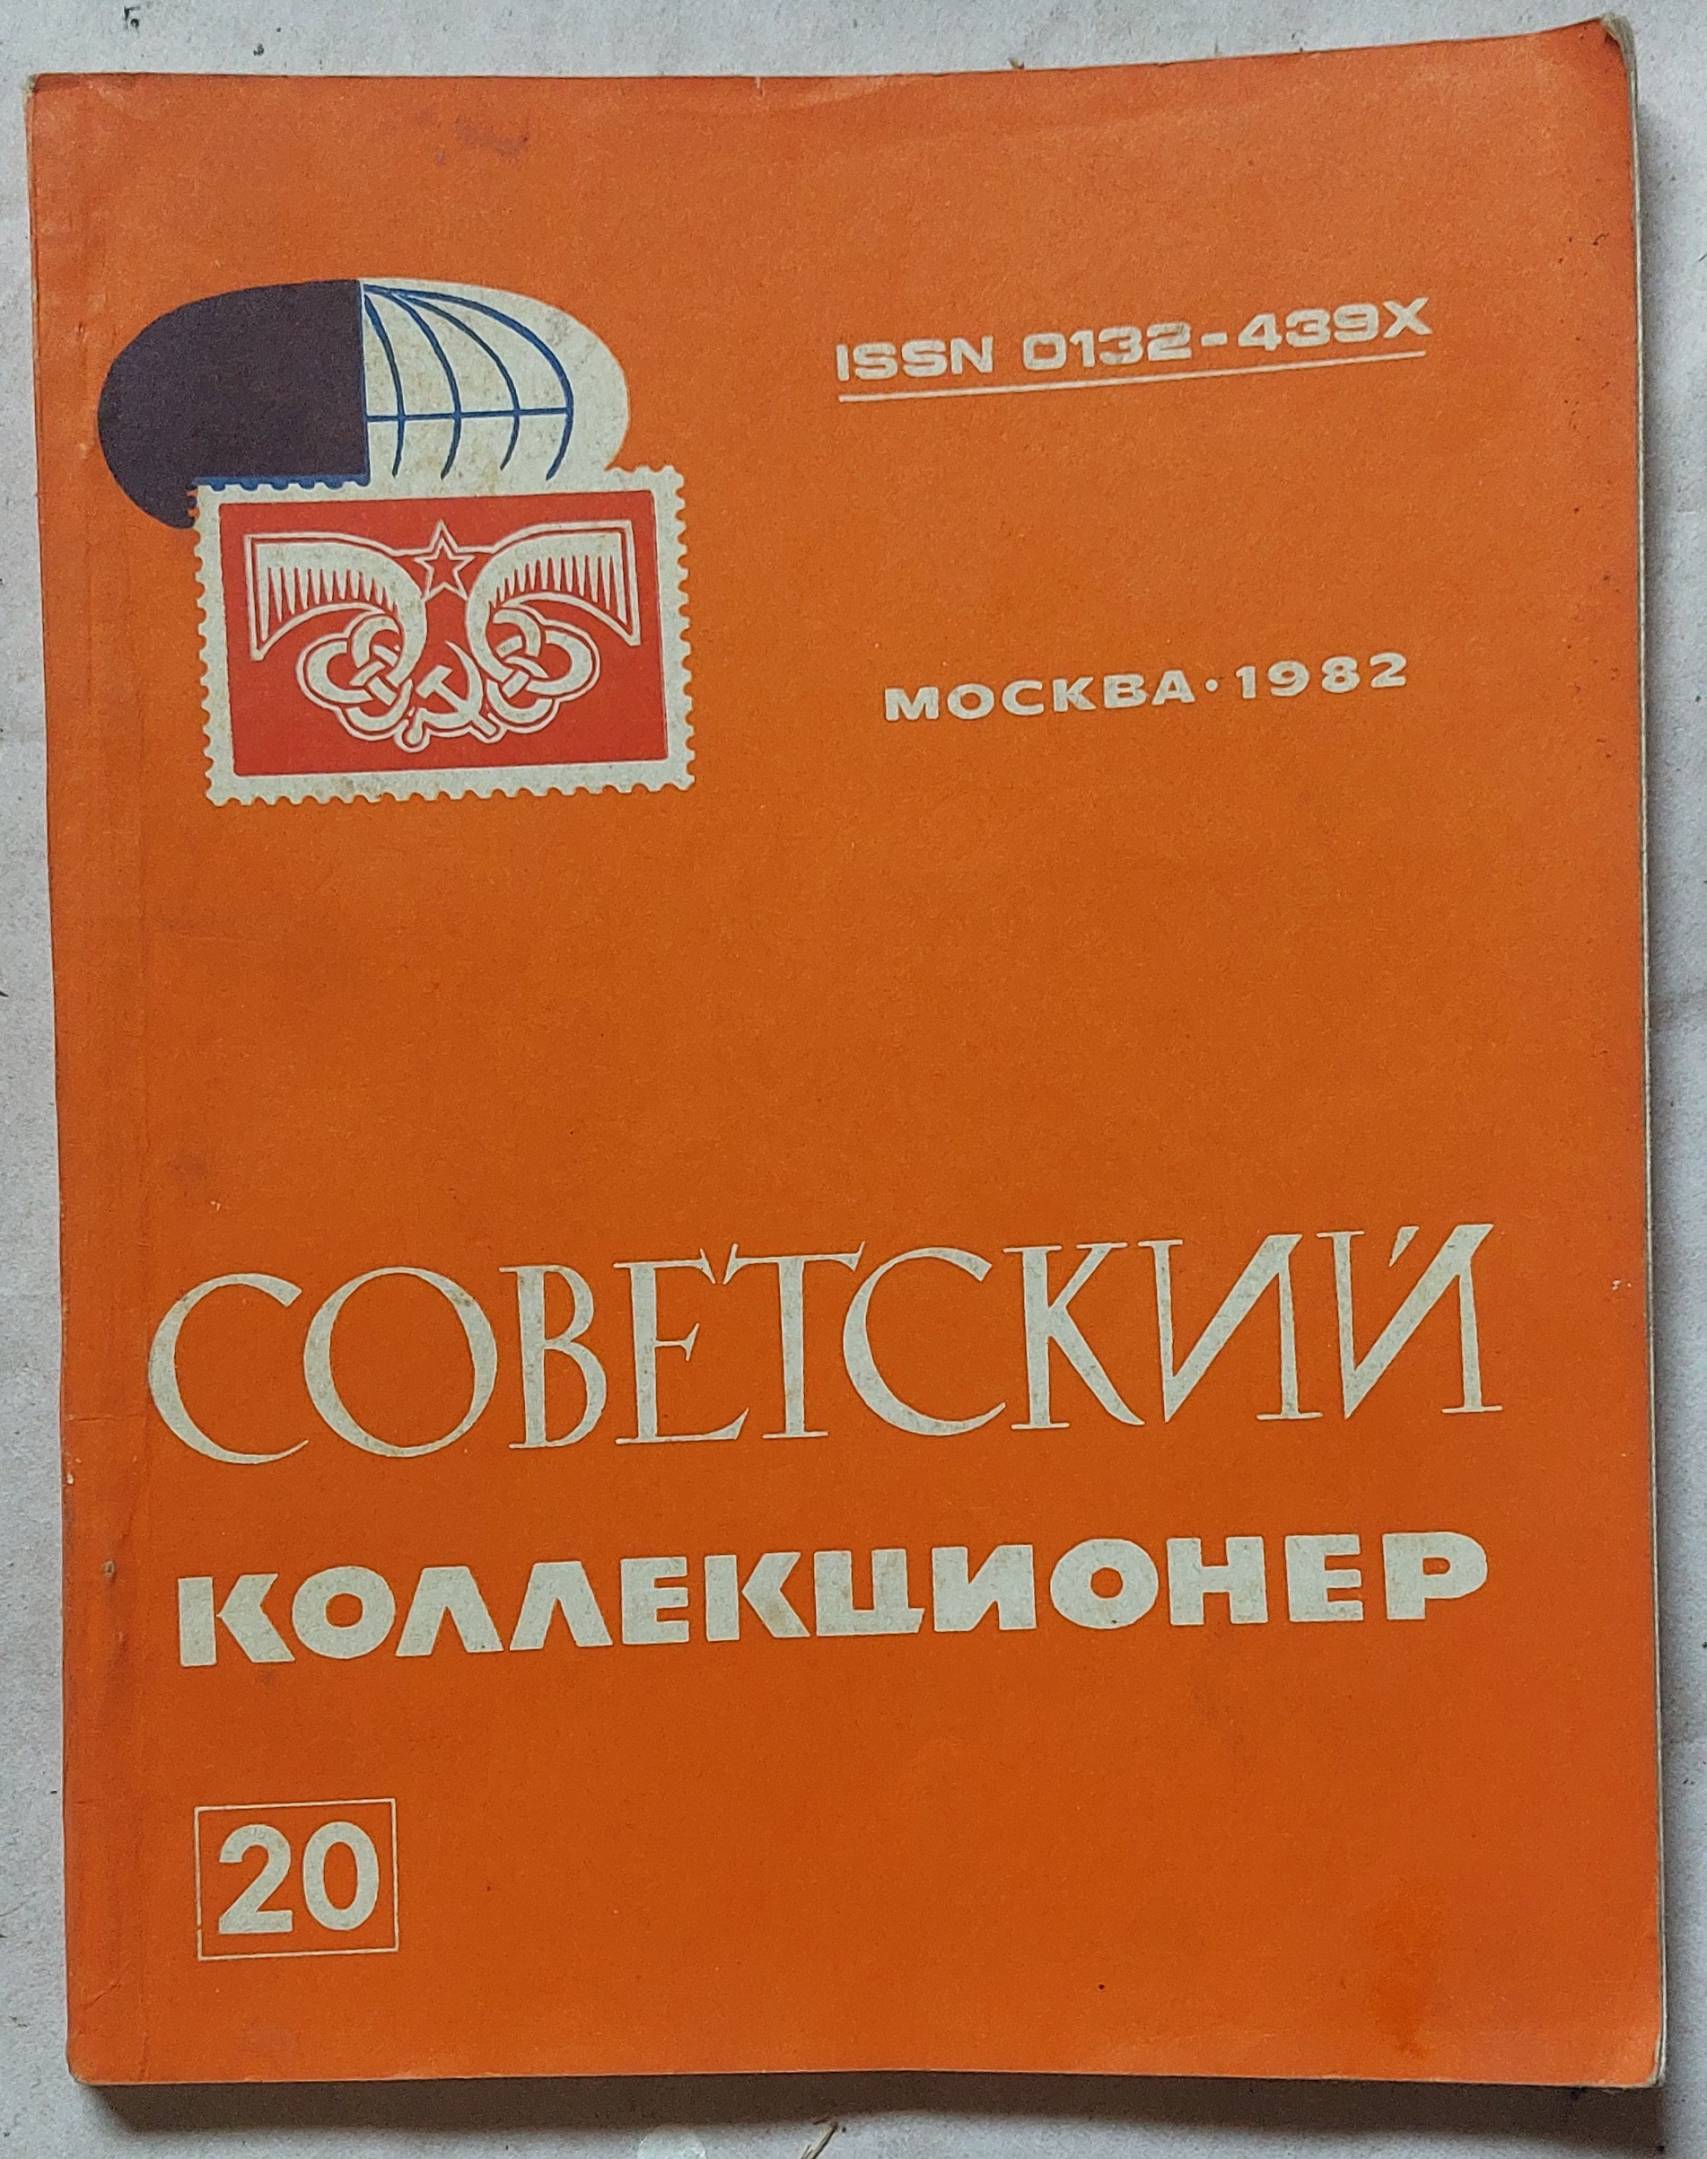 ISSN 0132-439X
МОСКВА·1982
СОВЕТСКИЙ
КОЛЛЕКЦИОНЕР
20